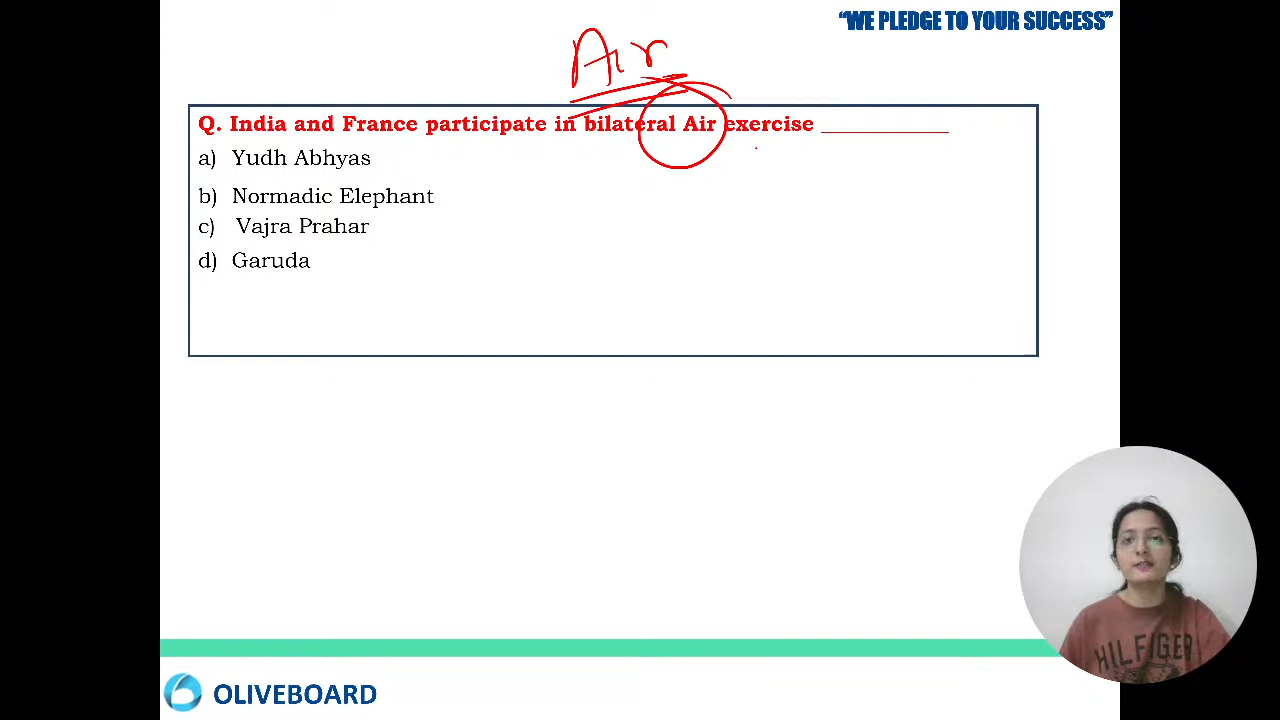 “WE PLEDGE TO YOUR SUCCESS”
Air
Q. India and France participate in bilateral Air exercise ___________
a) Yudh Abhyas
b) Normadic Elephant
c) Vajra Prahar
d) Garuda
HILFIGER
OLIVEBOARD